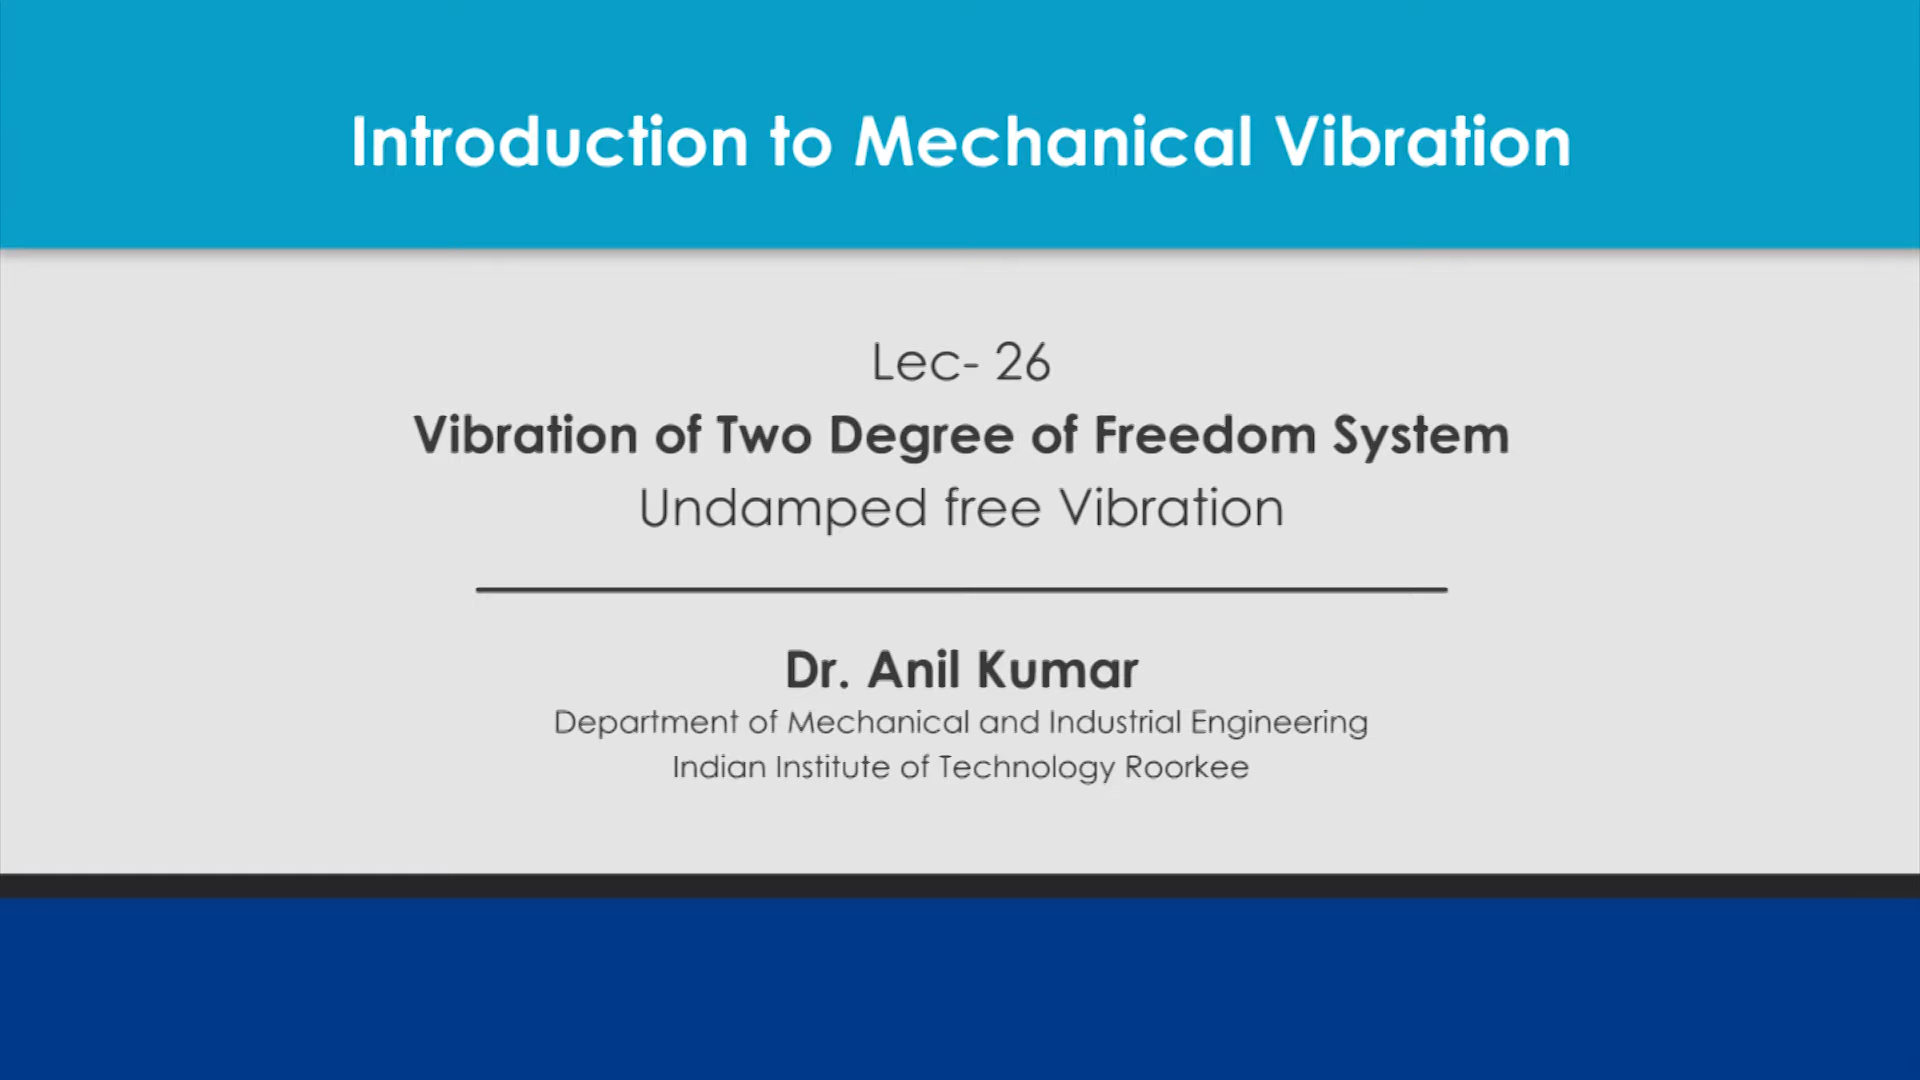 Introduction to Mechanical Vibration
Lec- 26
Vibration of Two Degree of Freedom System
Undamped free Vibration
Dr. Anil Kumar
Department of Mechanical and Industrial Engineering
Indian Institute of Technology Roorkee